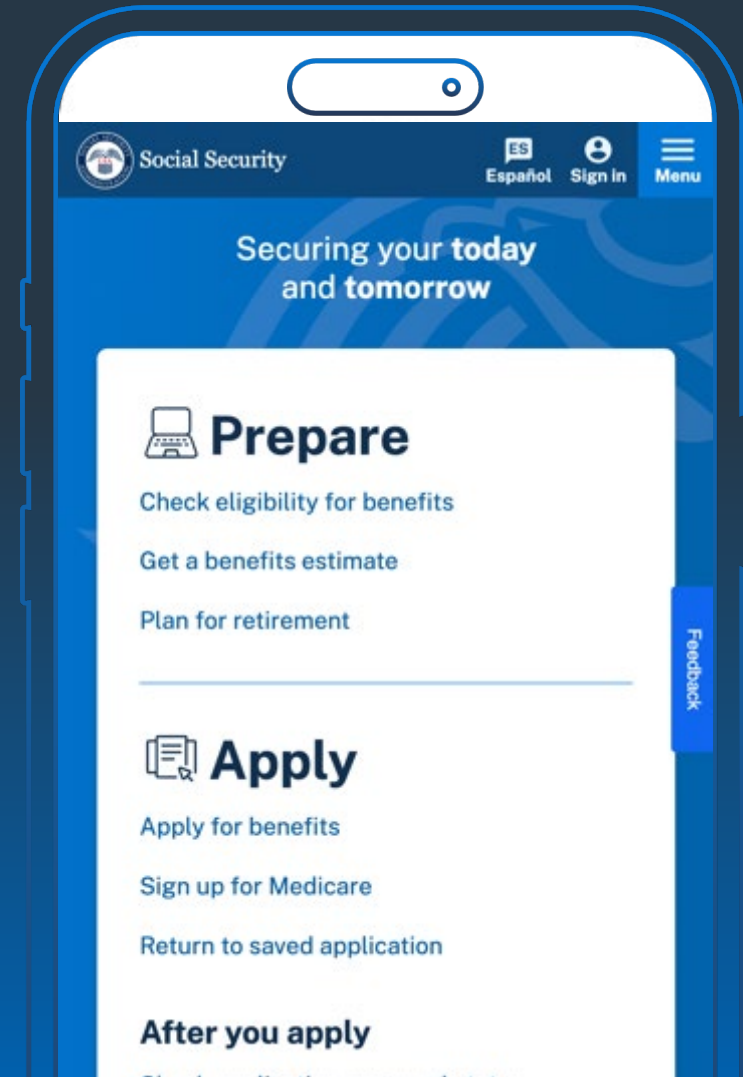 Social Security
ES
Español
Sign in
Menu
Securing your today
and tomorrow
Prepare
Check eligibility for benefits
Get a benefits estimate
Plan for retirement
Feedback
Apply
Apply for benefits
Sign up for Medicare
Return to saved application
After you apply